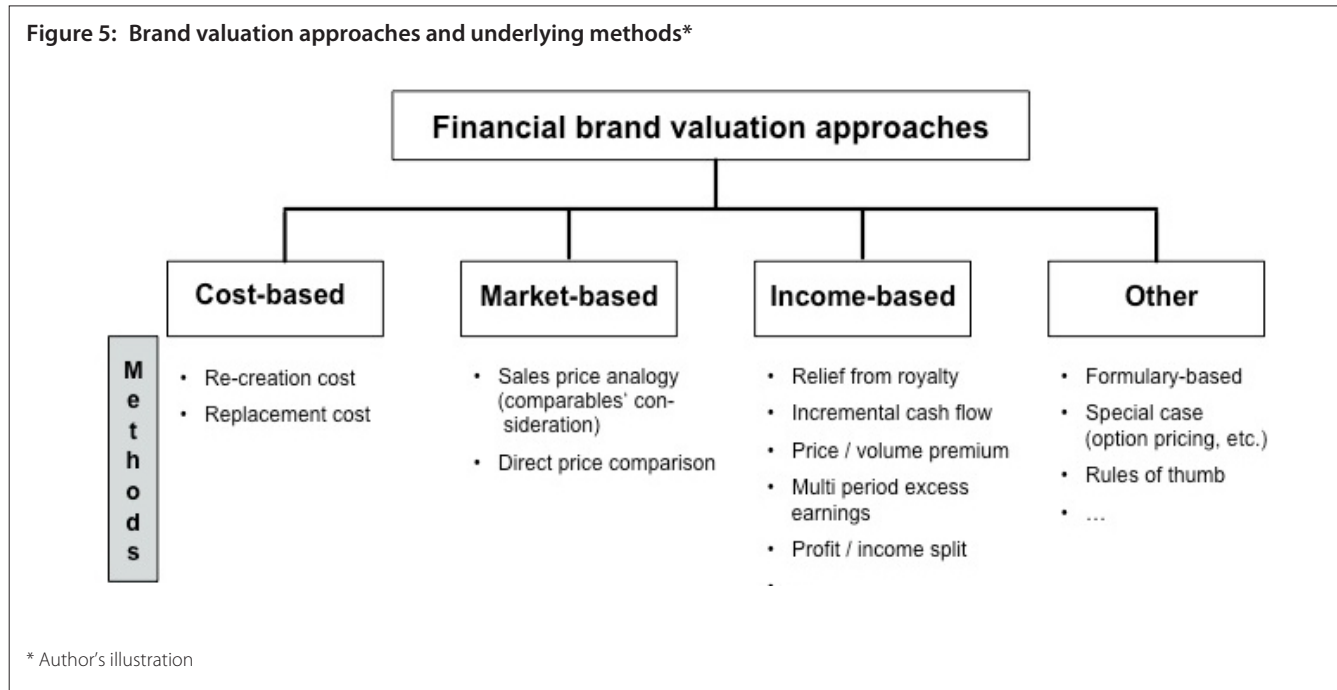 Figure 5: Brand valuation approaches and underlying methods*
Financial brand valuation approaches
Cost-based
Market-based
Income-based
Other
Methods
• Re-creation cost
• Replacement cost
• Sales price analogy
(comparables‘ con-
sideration)
• Direct price comparison
• Relief from royalty
• Incremental cash flow
• Price / volume premium
• Multi period excess
earnings
• Profit / income split
•
• Formulary-based
• Special case
(option pricing, etc.)
• Rules of thumb
• …
* Author’s illustration